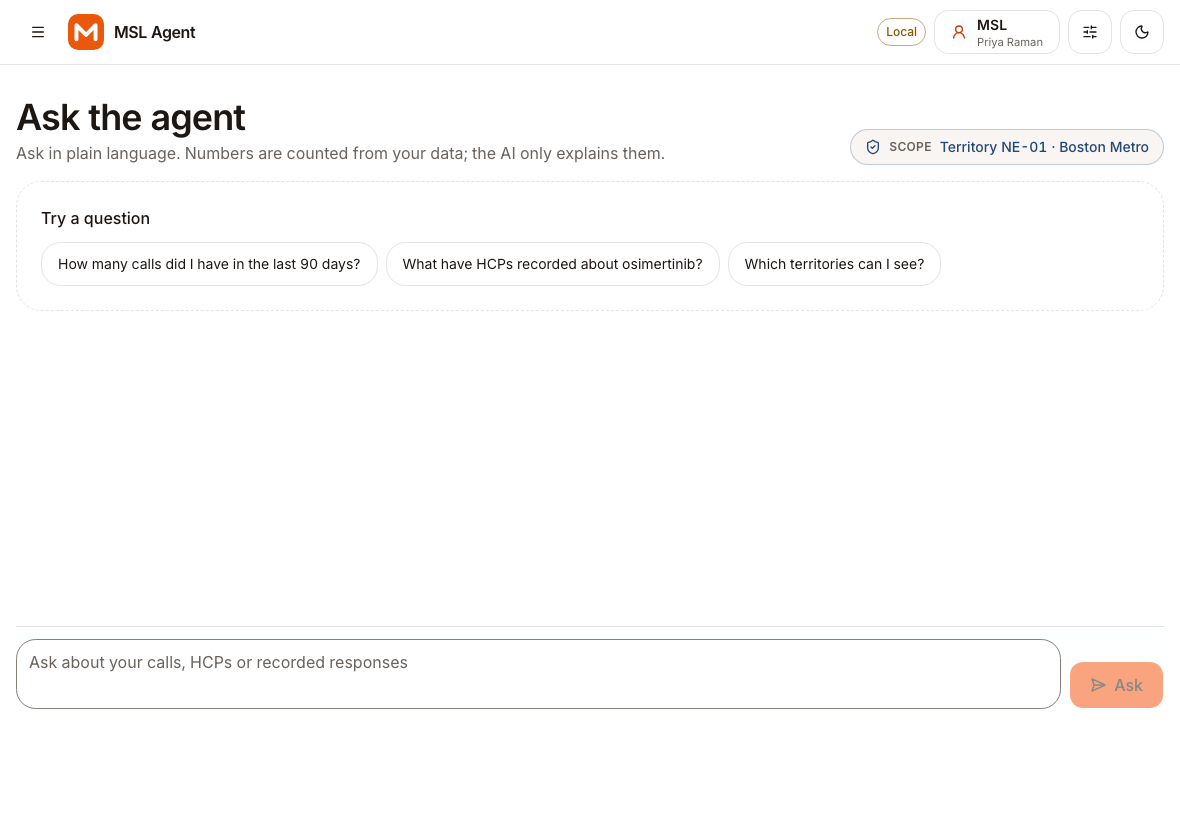 MSL Agent
Local
MSL
Priya Raman
Ask the agent
Ask in plain language. Numbers are counted from your data; the AI only explains them.
SCOPE Territory NE-01 · Boston Metro
Try a question
How many calls did I have in the last 90 days?
What have HCPs recorded about osimertinib?
Which territories can I see?
Ask about your calls, HCPs or recorded responses
Ask